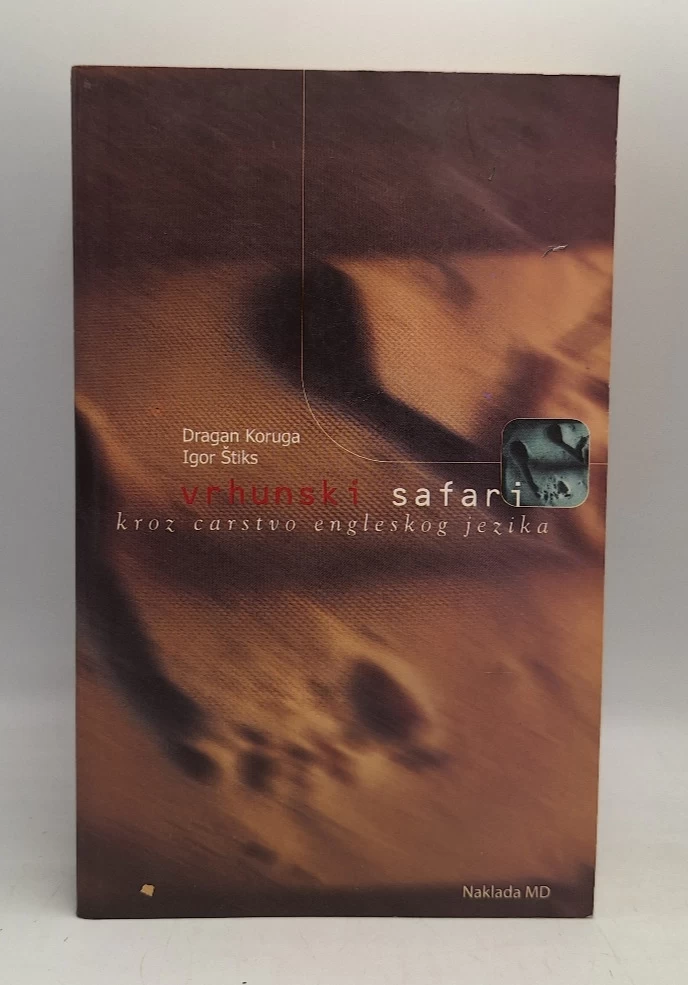 Dragan Koruga
Igor Štiks
vrhunski safari
kroz carstvo engleskog jezika
Naklada MD